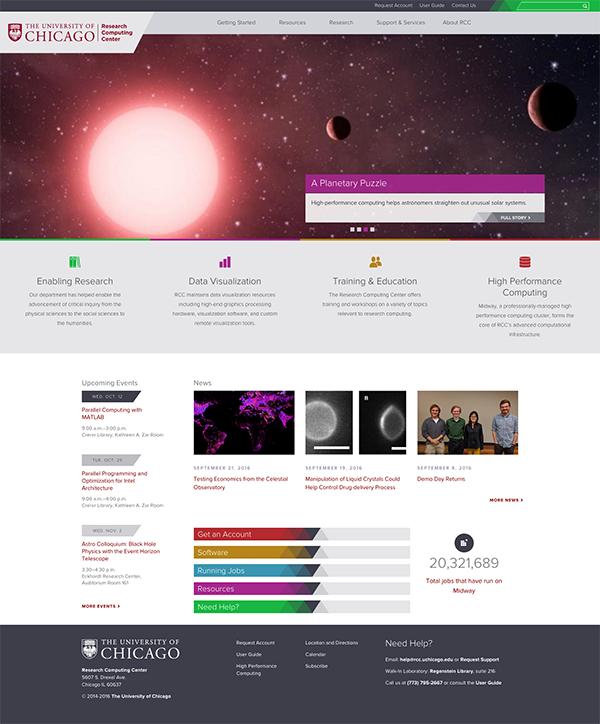 Request Account User Guide Contact Us
THE UNIVERSITY OF
CHICAGO
Research
Computing
Center
Getting Started Resources Research Support & Services About RCC
A Planetary Puzzle
High-performance computing helps astronomers straighten out unusual solar systems.
FULL STORY >
Enabling Research
Our department has helped enable the
advancement of critical inquiry from the
physical sciences to the social sciences to
the humanities.
Data Visualization
RCC maintains data visualization resources
including high-end graphics processing
hardware, visualization software, and custom
remote visualization tools.
Training & Education
The Research Computing Center offers
training and workshops on a variety of topics
relevant to research computing.
High Performance
Computing
Midway, a professionally-managed high
performance computing cluster, forms the
core of RCC's advanced computational
infrastructure.
Upcoming Events
WED. OCT. 12
Parallel Computing with
MATLAB
9:00 a.m.–3:00 p.m.
Crerar Library, Kathleen A. Zar Room
TUE. OCT. 25
Parallel Programming and
Optimization for Intel
Architecture
9:00 a.m.–4:00 p.m.
Crerar Library, Kathleen A. Zar Room
WED. NOV. 2
Astro Colloquium: Black Hole
Physics with the Event Horizon
Telescope
3:30–4:30 p.m.
Eckhardt Research Center,
Auditorium Room 161
MORE EVENTS >
News
B
SEPTEMBER 21, 2016
Testing Economics from the Celestial
Observatory
SEPTEMBER 19, 2016
Manipulation of Liquid Crystals Could
Help Control Drug-delivery Process
SEPTEMBER 8, 2016
Demo Day Returns
MORE NEWS >
Get an Account
Software
Running Jobs
Resources
Need Help?
20,321,689
Total jobs that have run on
Midway
THE UNIVERSITY OF
CHICAGO
Research Computing Center
5607 S. Drexel Ave.
Chicago IL 60637
© 2014-2016 The University of Chicago
Request Account
User Guide
High Performance
Computing
Location and Directions
Calendar
Subscribe
Need Help?
Email: help@rcc.uchicago.edu or Request Support
Walk-In Laboratory: Regenstein Library, suite 216
Call us at (773) 795-2667 or consult the User Guide